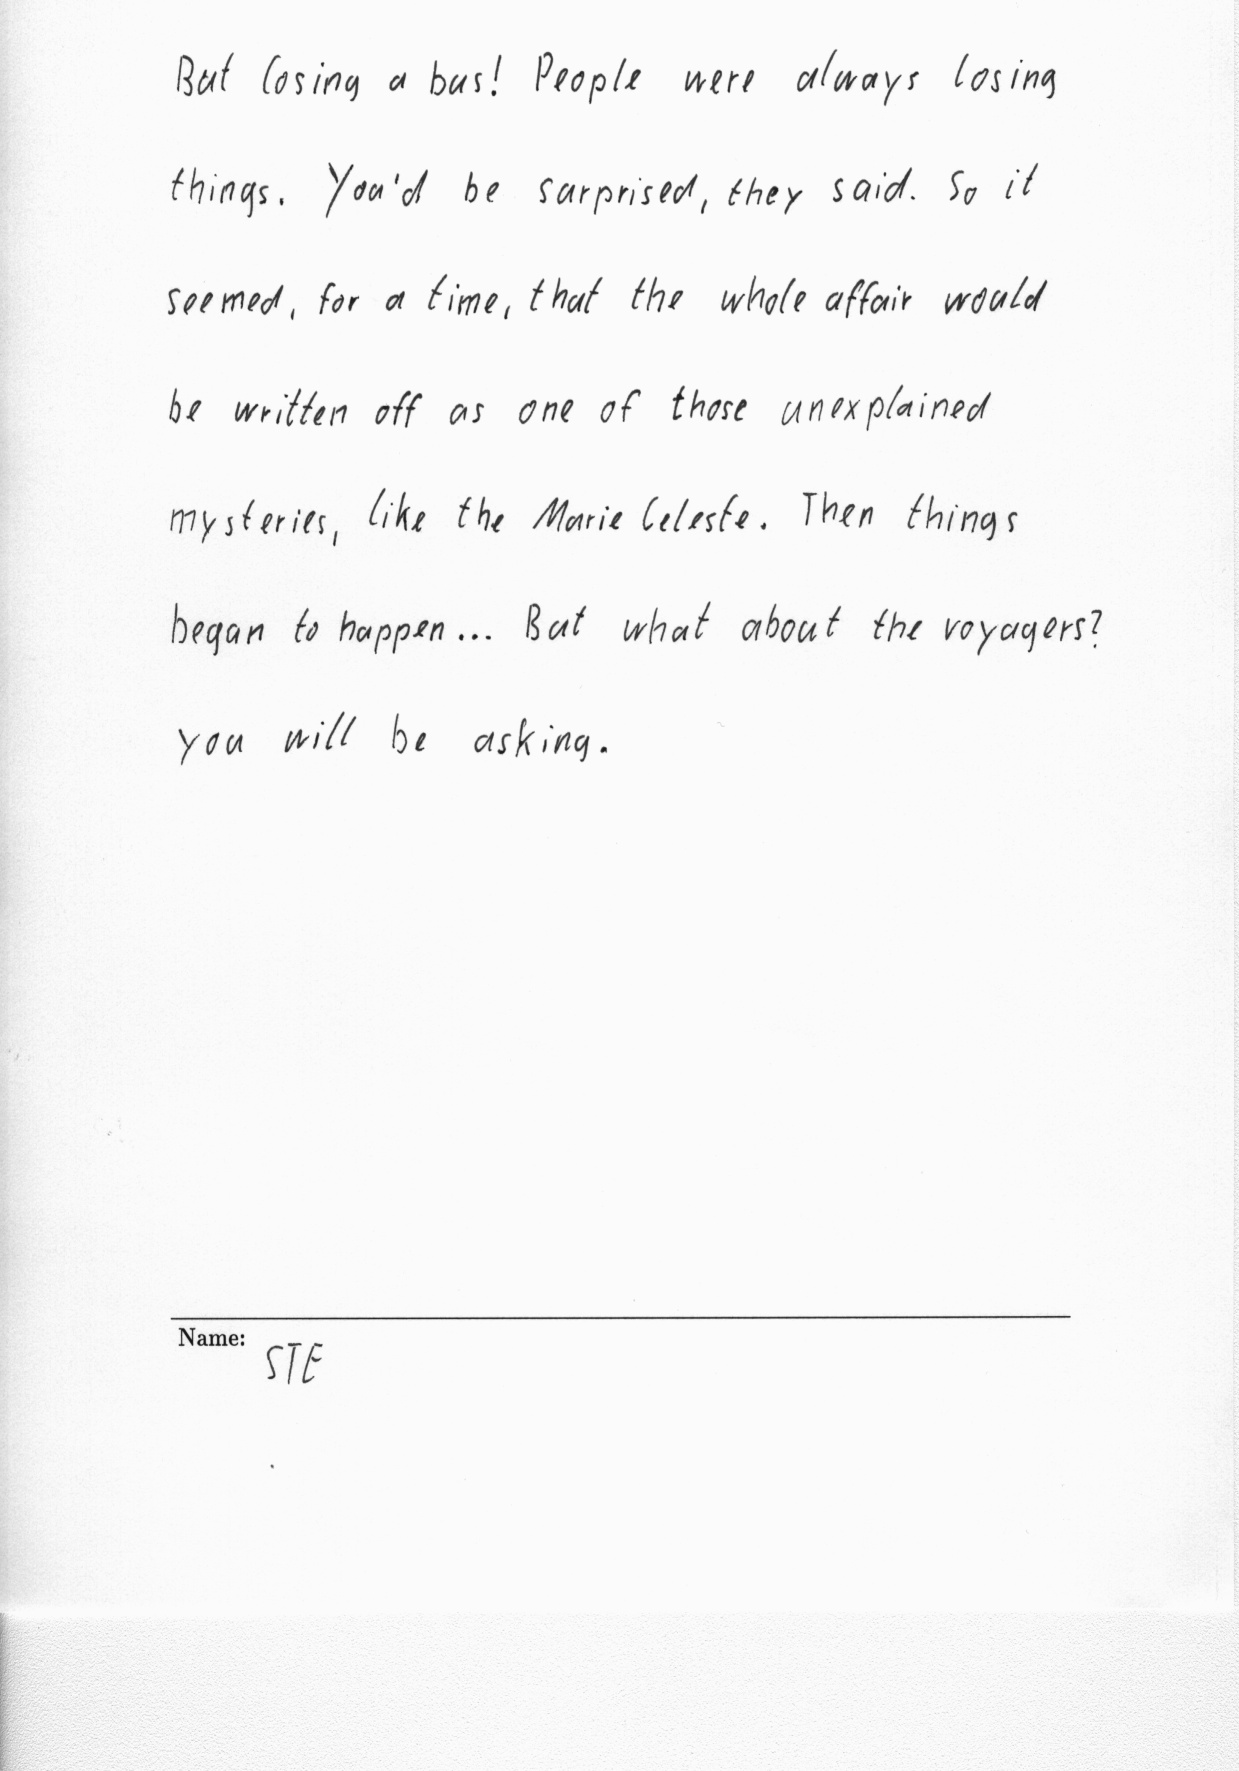 But losing a bus! People were always losing
things. You'd be surprised, they said. So it
seemed, for a time, that the whole affair would
be written off as one of those unexplained
mysteries, like the Marie Celeste. Then things
began to happen... But what about the voyagers?
you will be asking.
Name:
STE